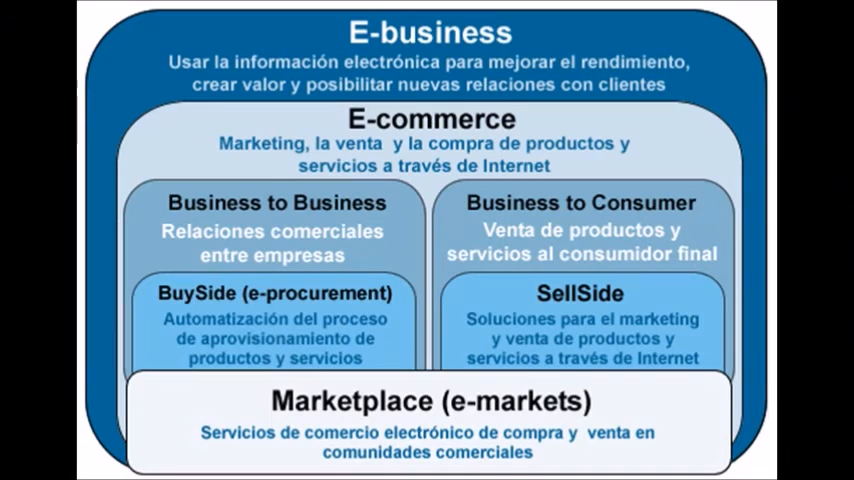 E-business
Usar la información electrónica para mejorar el rendimiento,
crear valor y posibilitar nuevas relaciones con clientes
E-commerce
Marketing, la venta y la compra de productos y
servicios a través de Internet
Business to Business
Relaciones comerciales
entre empresas
BuySide (e-procurement)
Automatización del proceso
de aprovisionamiento de
productos y servicios
Business to Consumer
Venta de productos y
servicios al consumidor final
SellSide
Soluciones para el marketing
y venta de productos y
servicios a través de Internet
Marketplace (e-markets)
Servicios de comercio electrónico de compra y venta en
comunidades comerciales